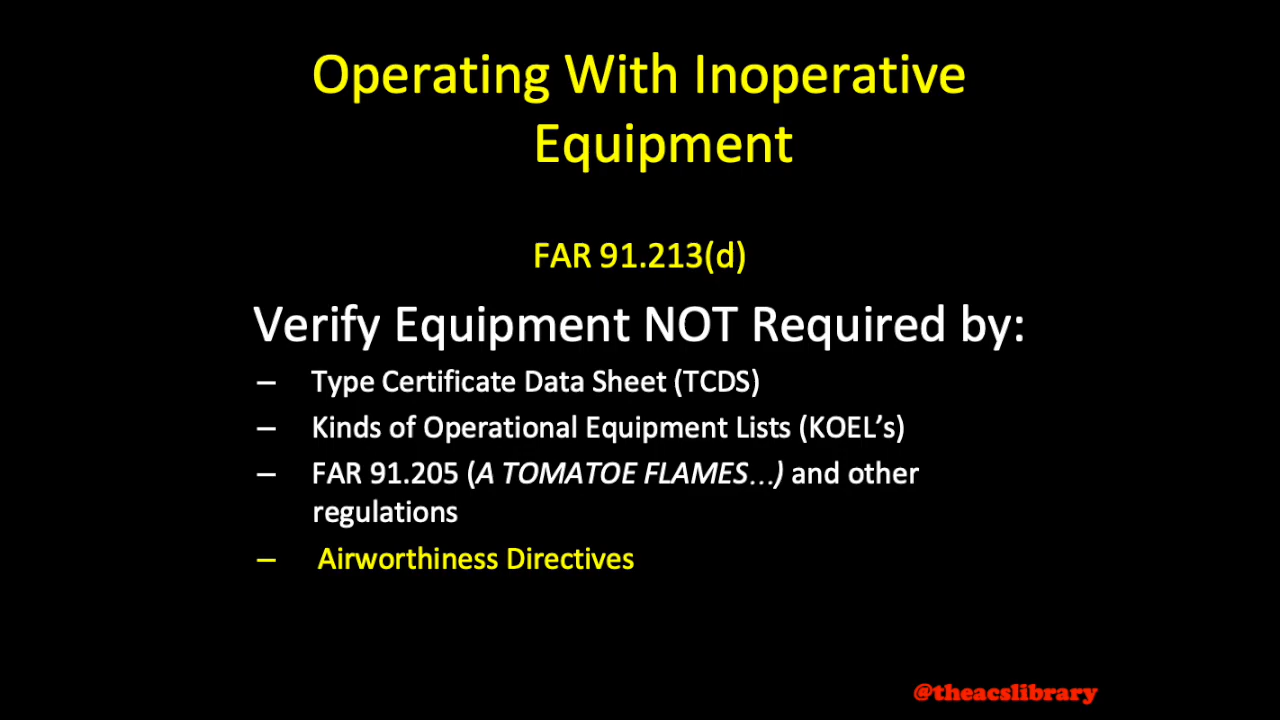 Operating With Inoperative
Equipment
FAR 91.213(d)
Verify Equipment NOT Required by:
– Type Certificate Data Sheet (TCDS)
– Kinds of Operational Equipment Lists (KOEL’s)
– FAR 91.205 (A TOMATOE FLAMES…) and other
regulations
– Airworthiness Directives
@theacslibrary